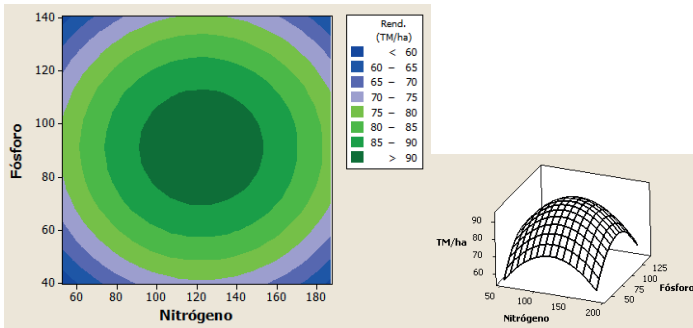 140
120
100
80
60
40
Fósforo
60
80
100
120
140
160
180
Nitrógeno
Rend.
(TM/ha)
< 60
60 – 65
65 – 70
70 – 75
75 – 80
80 – 85
85 – 90
> 90
90
80
70
60
TM/ha
50
100
150
200
Nitrógeno
50
75
100
125
Fósforo